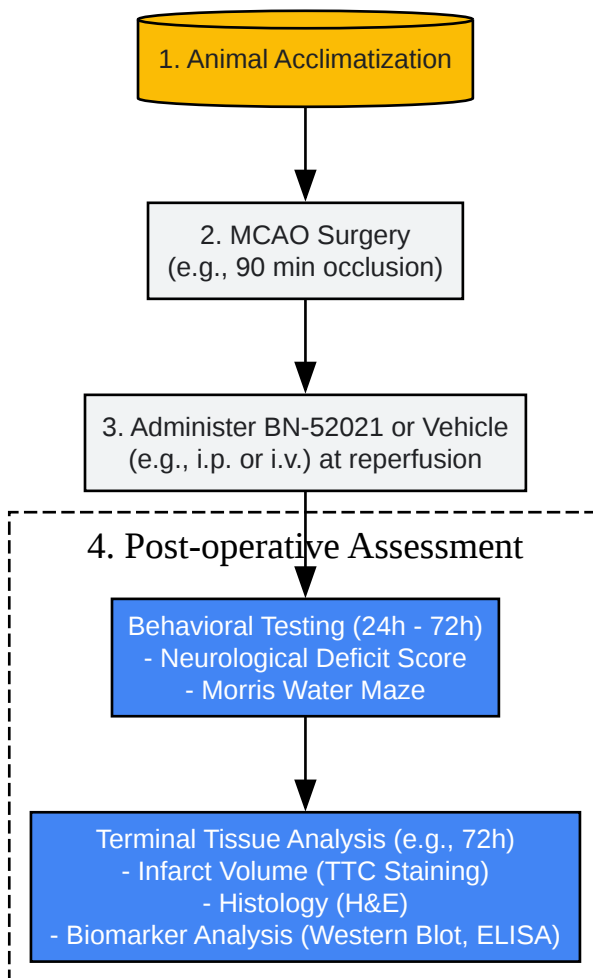 1. Animal Acclimatization
2. MCAO Surgery
(e.g., 90 min occlusion)
3. Administer BN-52021 or Vehicle
(e.g., i.p. or i.v.) at reperfusion
4. Post-operative Assessment
Behavioral Testing (24h - 72h)
- Neurological Deficit Score
- Morris Water Maze
Terminal Tissue Analysis (e.g., 72h)
- Infarct Volume (TTC Staining)
- Histology (H&E)
- Biomarker Analysis (Western Blot, ELISA)